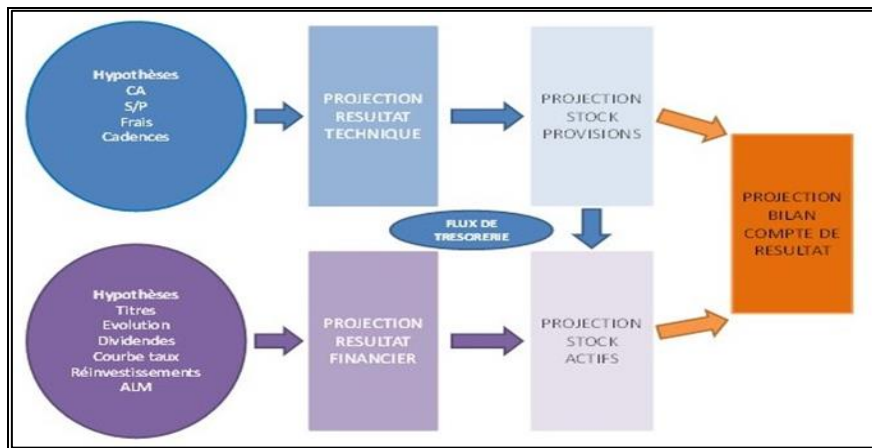 Hypothèses
CA
S/P
Frais
Cadences
PROJECTION
RESULTAT
TECHNIQUE
PROJECTION
STOCK
PROVISIONS
PROJECTION
BILAN
COMPTE DE
RESULTAT
FLUX DE
TRESORERIE
Hypothèses
Titres
Evolution
Dividendes
Courbe taux
Réinvestissements
ALM
PROJECTION
RESULTAT
FINANCIER
PROJECTION
STOCK
ACTIFS